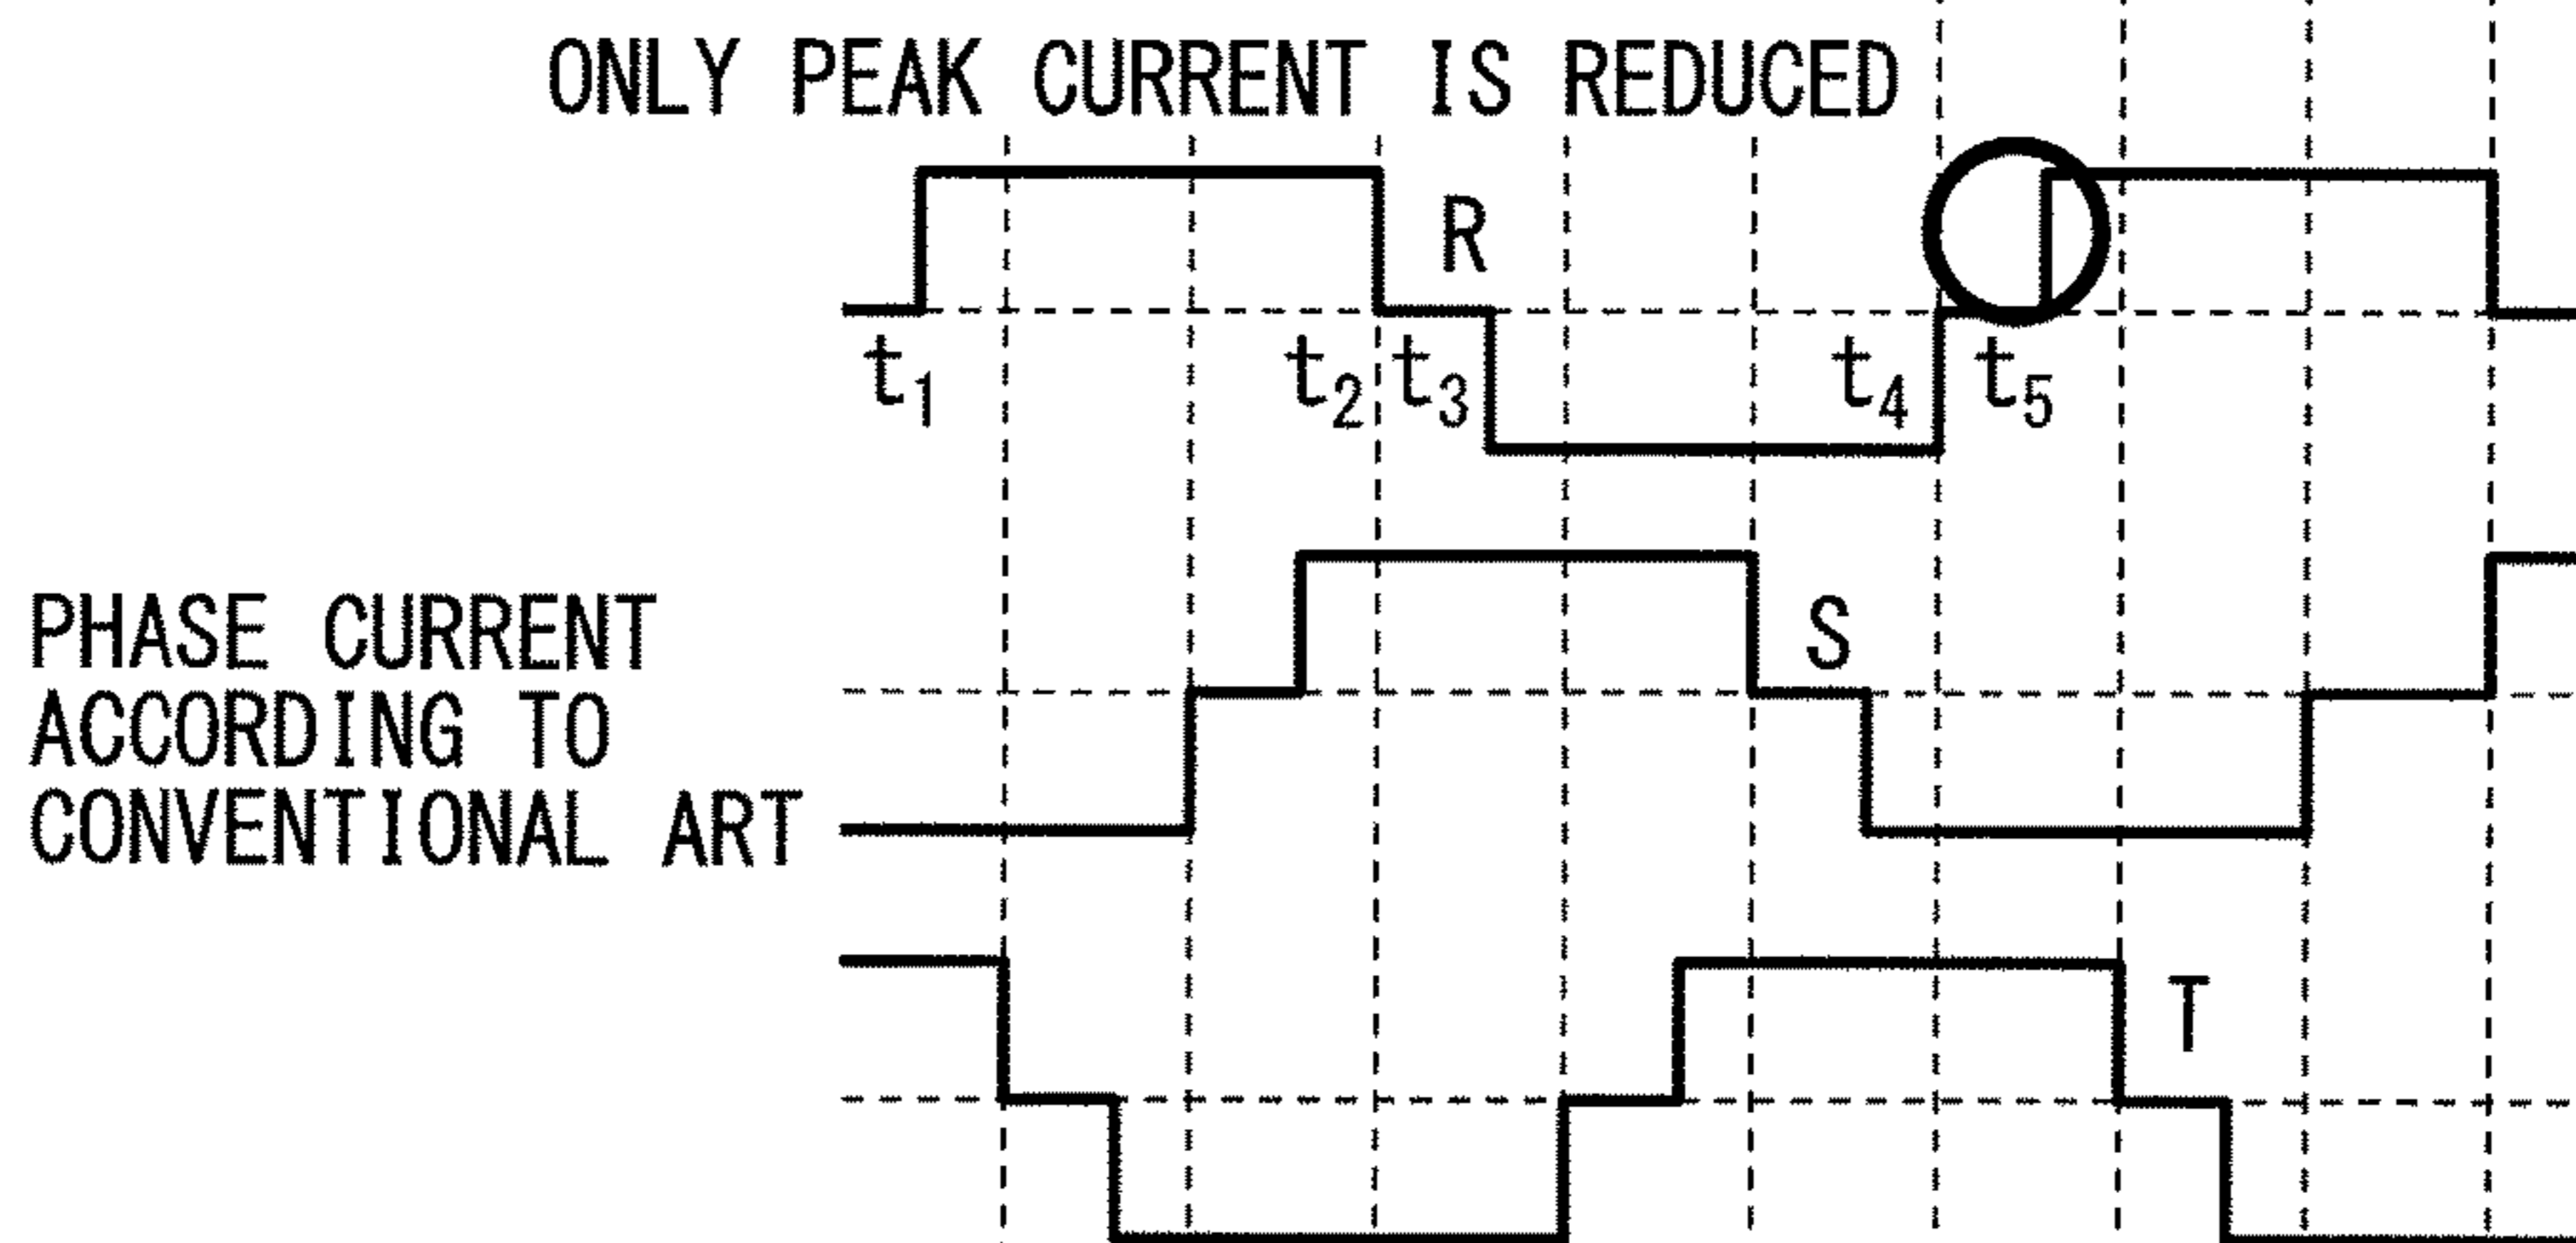 ONLY PEAK CURRENT IS REDUCED
R
t1
t2
t3
t4
t5
PHASE CURRENT
ACCORDING TO
CONVENTIONAL ART
S
T